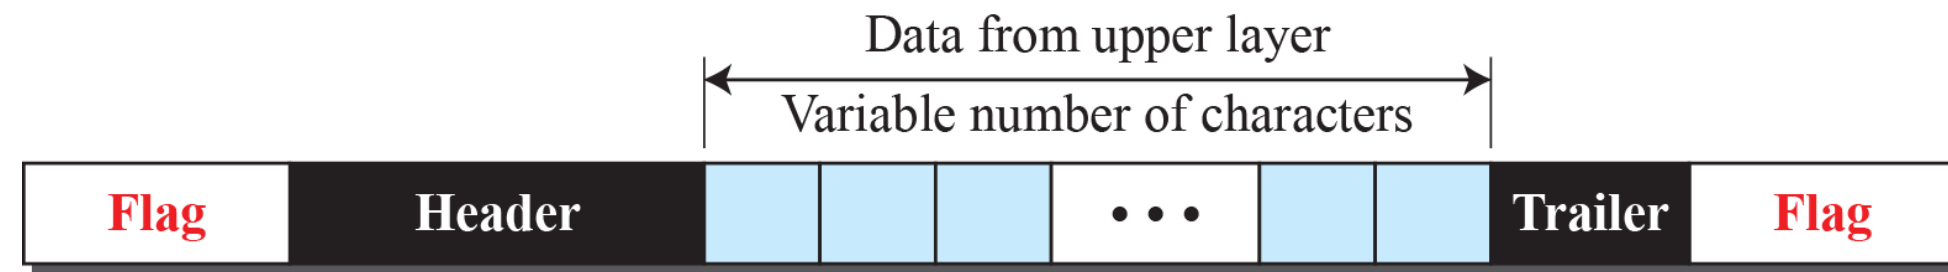 Data from upper layer
Variable number of characters
Flag Header • • • Trailer Flag